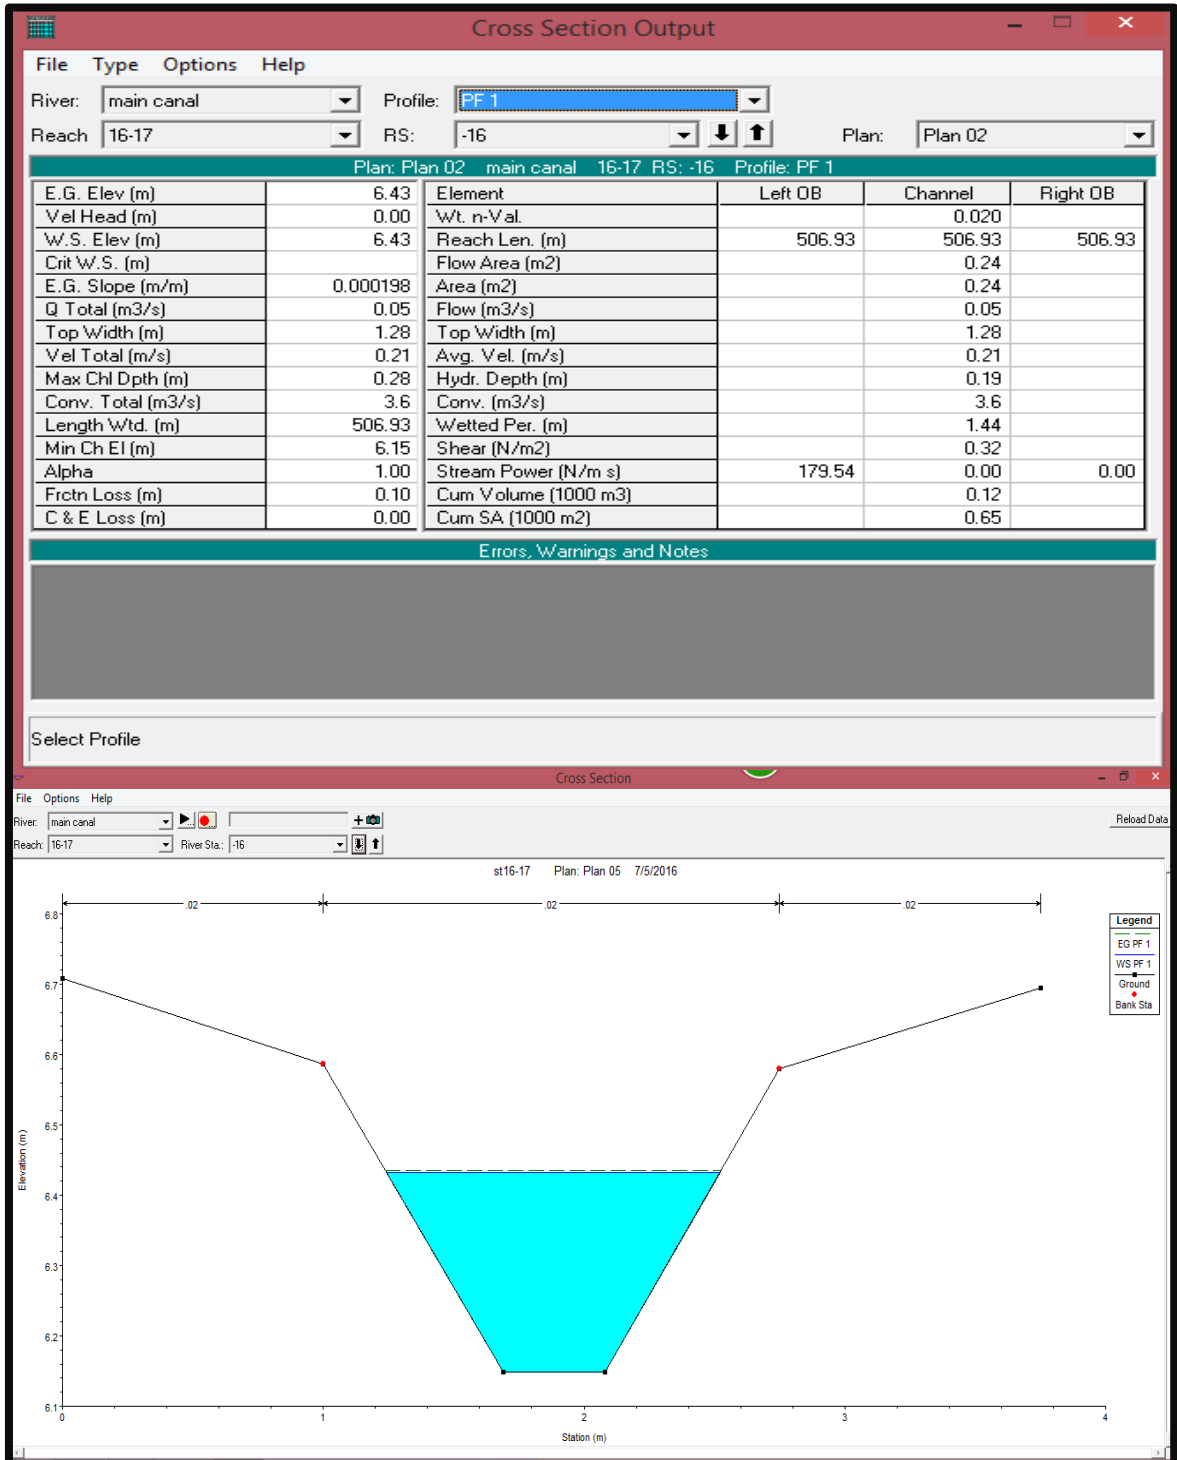 Cross Section Output
File Type Options Help
River: main canal Profile: PF 1
Reach 16-17 RS: -16 Plan: Plan 02
Plan: Plan 02 main canal 16-17 RS: -16 Profile: PF 1
E.G. Elev (m) 6.43 Element Left OB Channel Right OB
Vel Head (m) 0.00 Wt. n-Val. 0.020
W.S. Elev (m) 6.43 Reach Len. (m) 506.93 506.93 506.93
Crit W.S. (m) Flow Area (m2) 0.24
E.G. Slope (m/m) 0.000198 Area (m2) 0.24
Q Total (m3/s) 0.05 Flow (m3/s) 0.05
Top Width (m) 1.28 Top Width (m) 1.28
Vel Total (m/s) 0.21 Avg. Vel. (m/s) 0.21
Max Chl Dpth (m) 0.28 Hydr. Depth (m) 0.19
Conv. Total (m3/s) 3.6 Conv. (m3/s) 3.6
Length Wtd. (m) 506.93 Wetted Per. (m) 1.44
Min Ch El (m) 6.15 Shear (N/m2) 0.32
Alpha 1.00 Stream Power (N/m s) 179.54 0.00 0.00
Frctn Loss (m) 0.10 Cum Volume (1000 m3) 0.12
C & E Loss (m) 0.00 Cum SA (1000 m2) 0.65
Errors, Warnings and Notes
Select Profile
Cross Section
File Options Help
River: main canal Reload Data
Reach: 16-17 River Sta.: -16
st16-17 Plan: Plan 05 7/5/2016
.02 .02 .02
Legend
EG PF 1
WS PF 1
Ground
Bank Sta
6.8
6.7
6.6
6.5
6.4
6.3
6.2
6.1
Elevation (m)
0 1 2 3 4
Station (m)